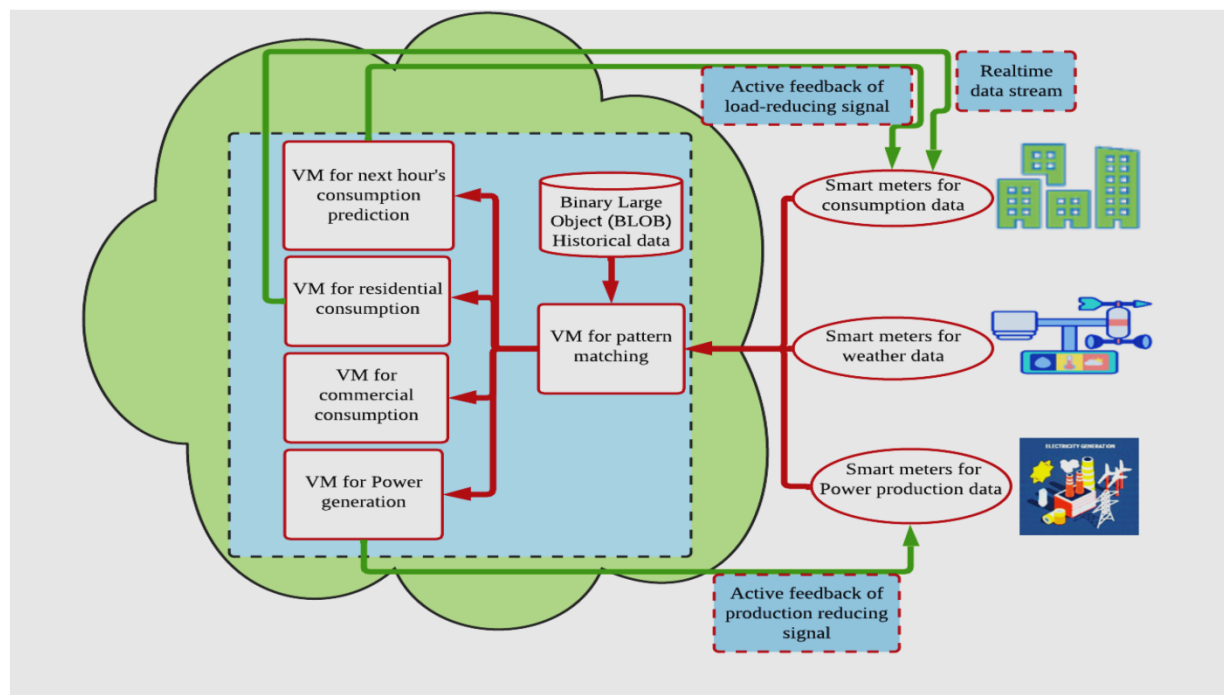 Active feedback of
load-reducing signal
Realtime
data stream
VM for next hour's
consumption
prediction
Binary Large
Object (BLOB)
Historical data
Smart meters for
consumption data
VM for residential
consumption
VM for pattern
matching
Smart meters for
weather data
VM for
commercial
consumption
VM for Power
generation
Smart meters for
Power production data
ELECTRICITY GENERATION
Active feedback of
production reducing
signal